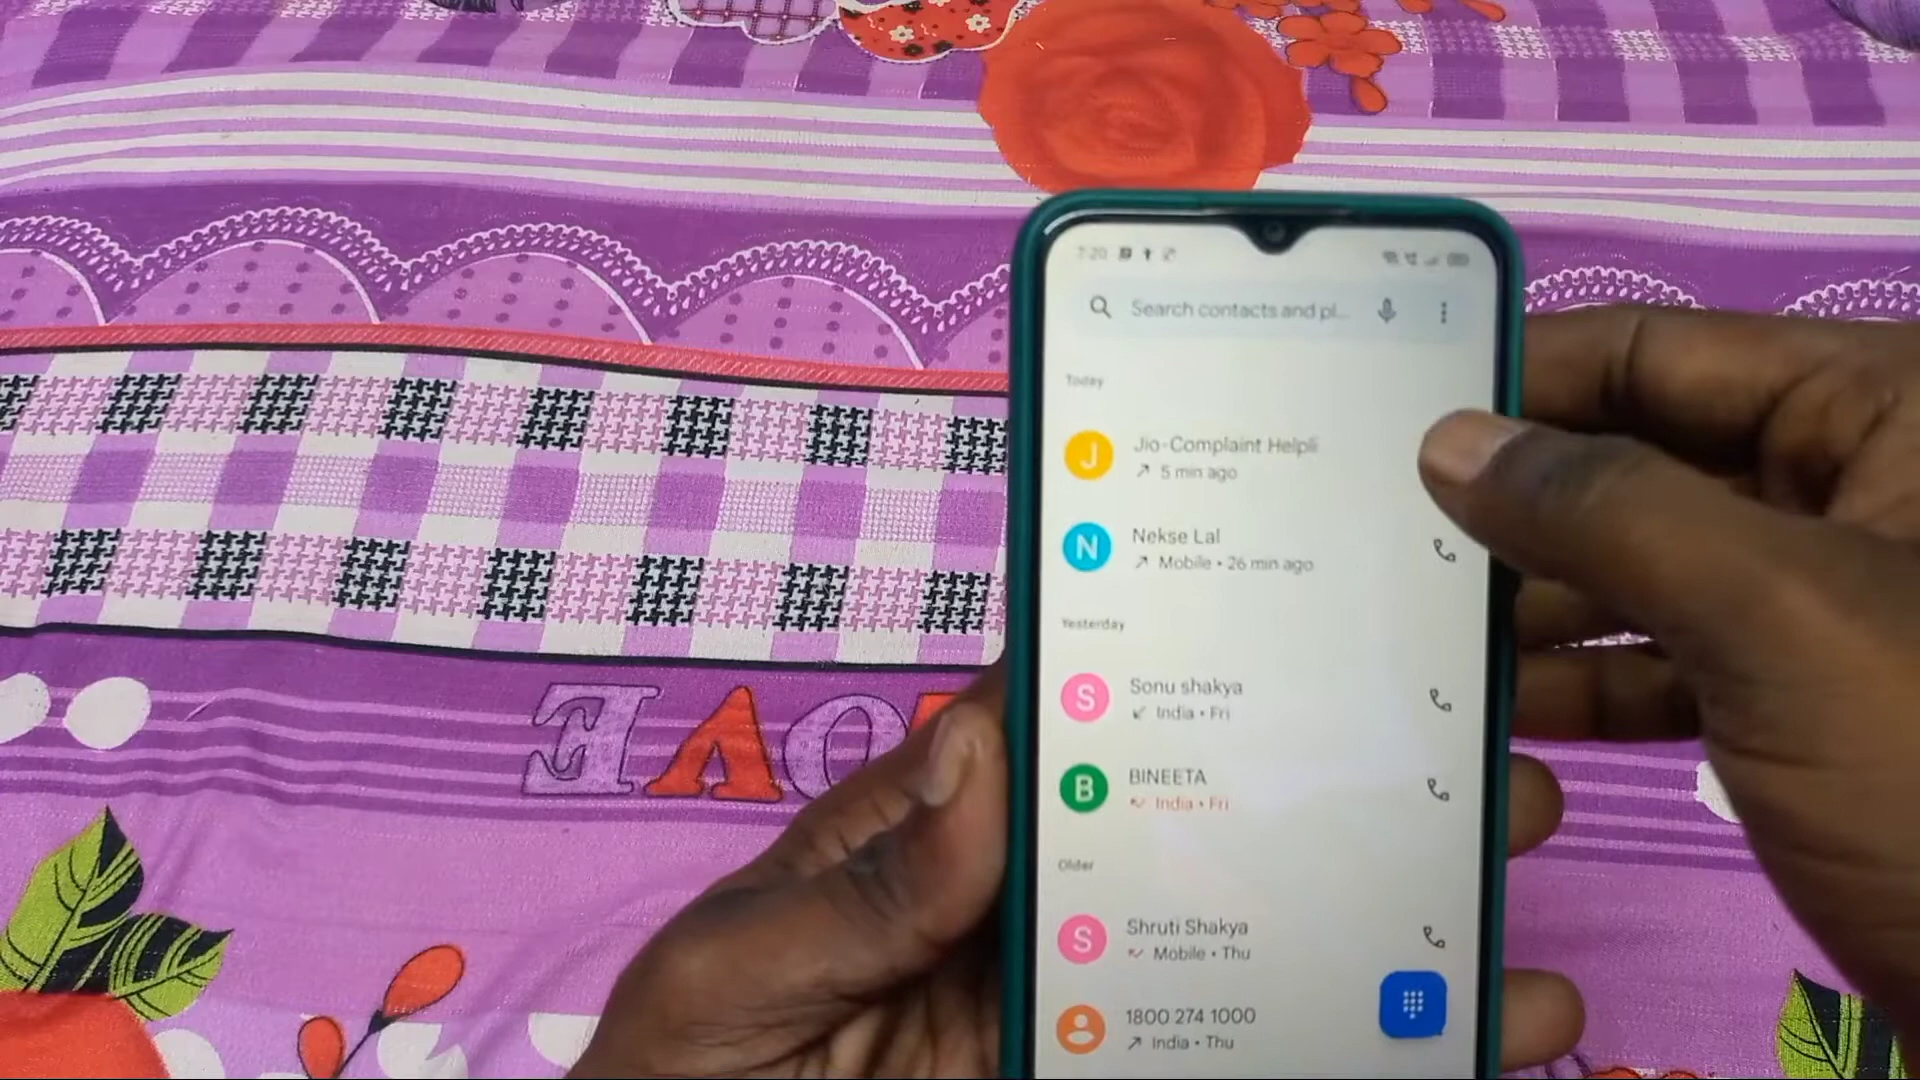 7:20
Search contacts and pl...
Today
J
Jio-Complaint Helpli
5 min ago
N
Nekse Lal
Mobile • 26 min ago
Yesterday
S
Sonu shakya
India • Fri
B
BINEETA
India • Fri
Older
S
Shruti Shakya
Mobile • Thu
1800 274 1000
India • Thu
LOVE